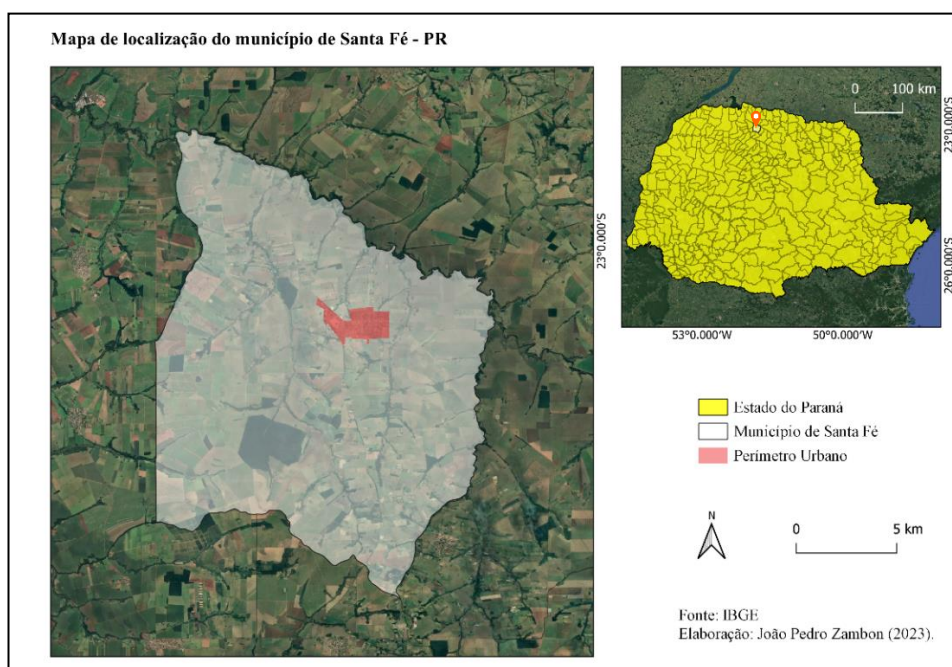 Mapa de localização do município de Santa Fé - PR
0 100 km
23°0.000'S
23°0.000'S
26°0.000'S
53°0.000'W 50°0.000'W
Estado do Paraná
Município de Santa Fé
Perímetro Urbano
N
0 5 km
Fonte: IBGE
Elaboração: João Pedro Zambon (2023).